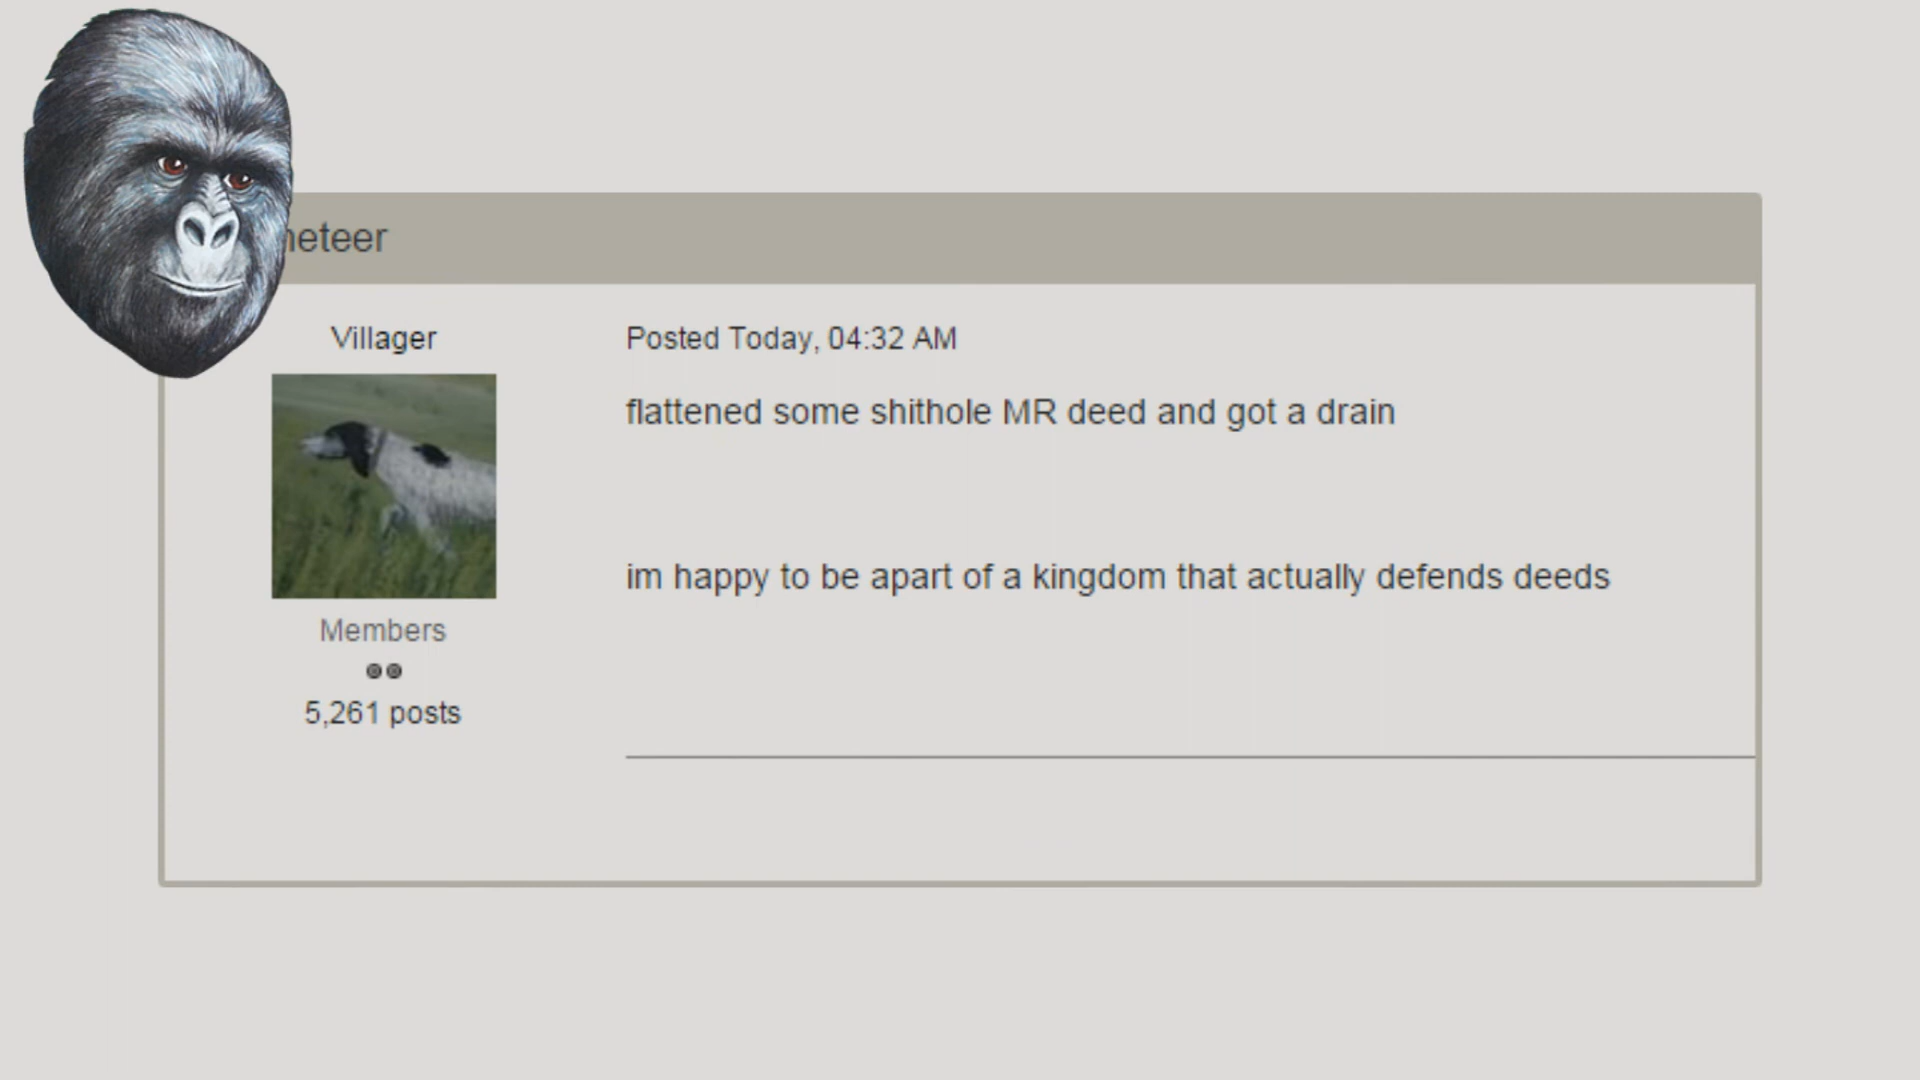 Villager
Posted Today, 04:32 AM
flattened some shithole MR deed and got a drain
im happy to be apart of a kingdom that actually defends deeds
Members
5,261 posts